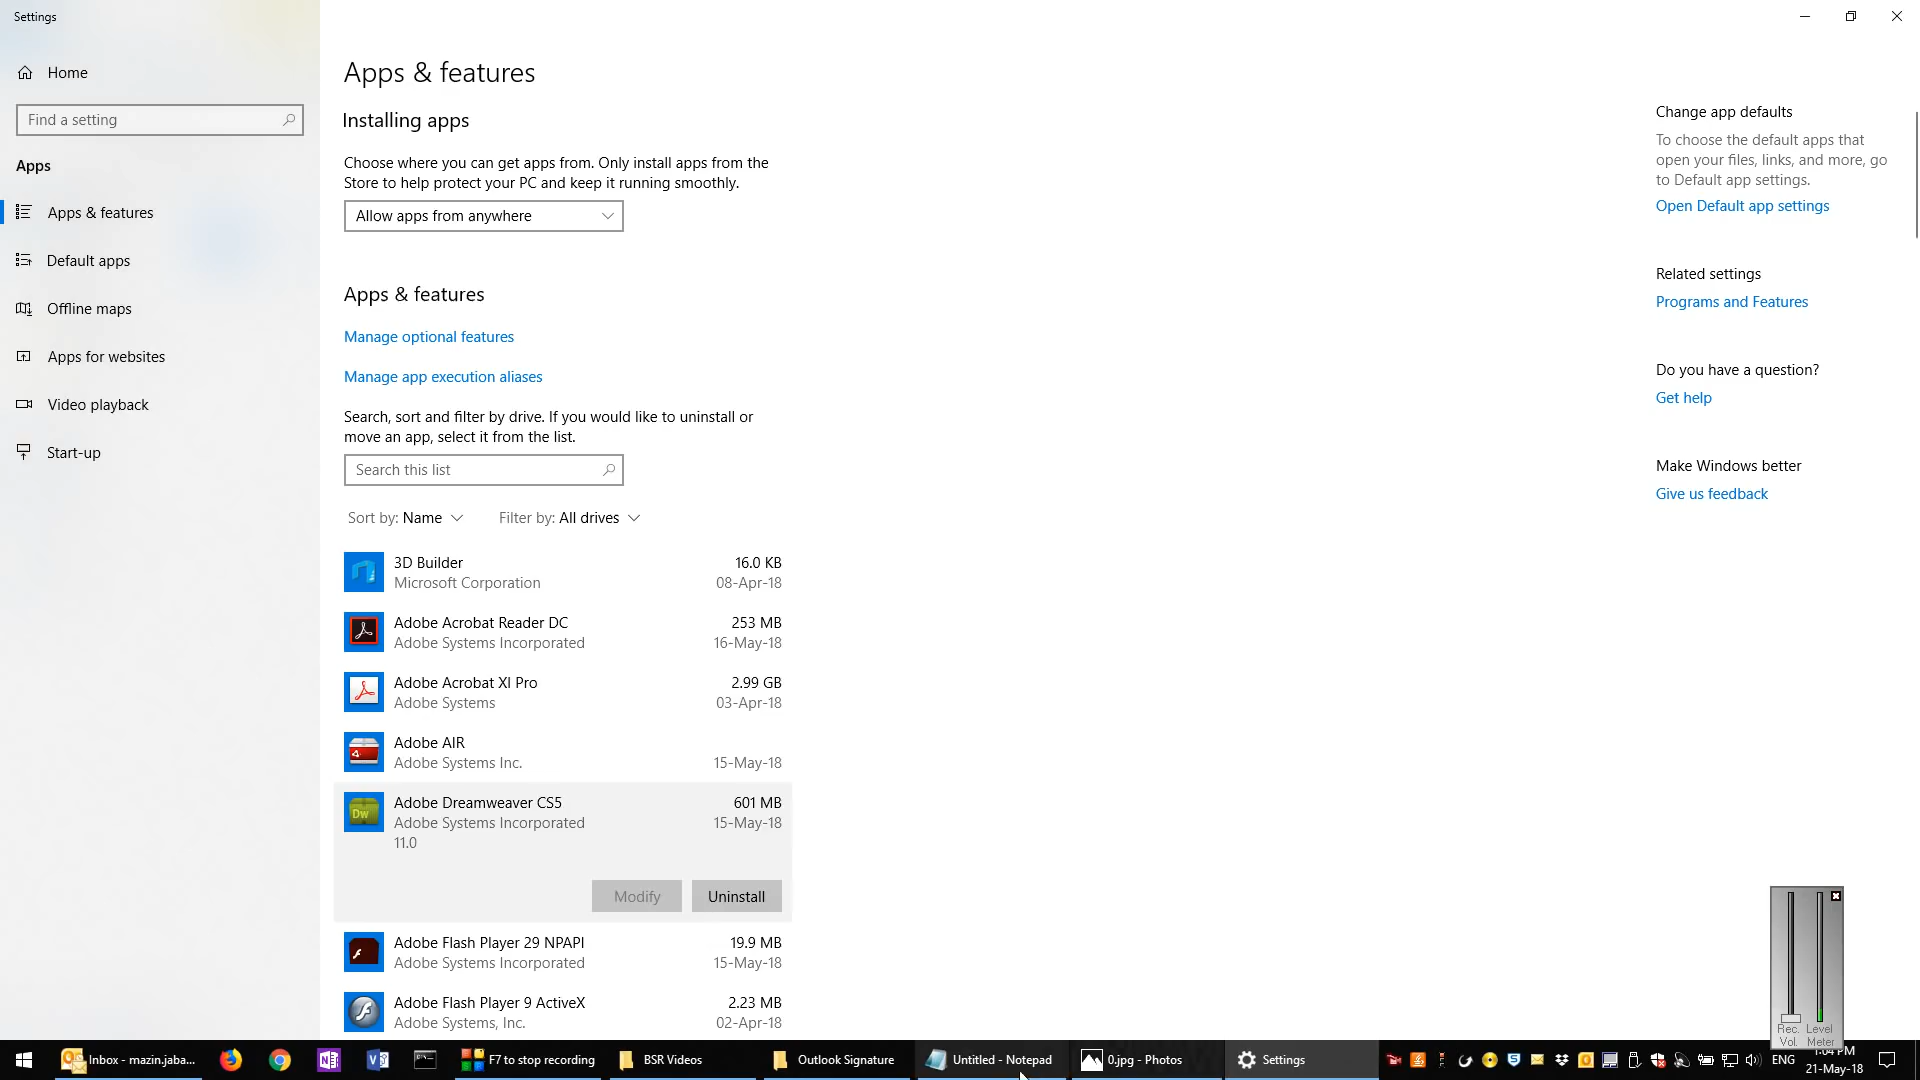 Settings
Home
Find a setting
Apps
Apps & features
Default apps
Offline maps
Apps for websites
Video playback
Start-up
Apps & features
Installing apps
Choose where you can get apps from. Only install apps from the
Store to help protect your PC and keep it running smoothly.
Allow apps from anywhere
Apps & features
Manage optional features
Manage app execution aliases
Search, sort and filter by drive. If you would like to uninstall or
move an app, select it from the list.
Search this list
Sort by: Name Filter by: All drives
3D Builder 16.0 KB
Microsoft Corporation 08-Apr-18
Adobe Acrobat Reader DC 253 MB
Adobe Systems Incorporated 16-May-18
Adobe Acrobat XI Pro 2.99 GB
Adobe Systems 03-Apr-18
Adobe AIR
Adobe Systems Inc. 15-May-18
Dw
Adobe Dreamweaver CS5 601 MB
Adobe Systems Incorporated 15-May-18
11.0
Modify Uninstall
Adobe Flash Player 29 NPAPI 19.9 MB
Adobe Systems Incorporated 15-May-18
Adobe Flash Player 9 ActiveX 2.23 MB
Adobe Systems, Inc. 02-Apr-18
Change app defaults
To choose the default apps that
open your files, links, and more, go
to Default app settings.
Open Default app settings
Related settings
Programs and Features
Do you have a question?
Get help
Make Windows better
Give us feedback
Rec. Level
Vol. Meter
Inbox - mazin.jaba... F7 to stop recording BSR Videos Outlook Signature Untitled - Notepad 0.jpg - Photos Settings ENG 1:04 PM
21-May-18